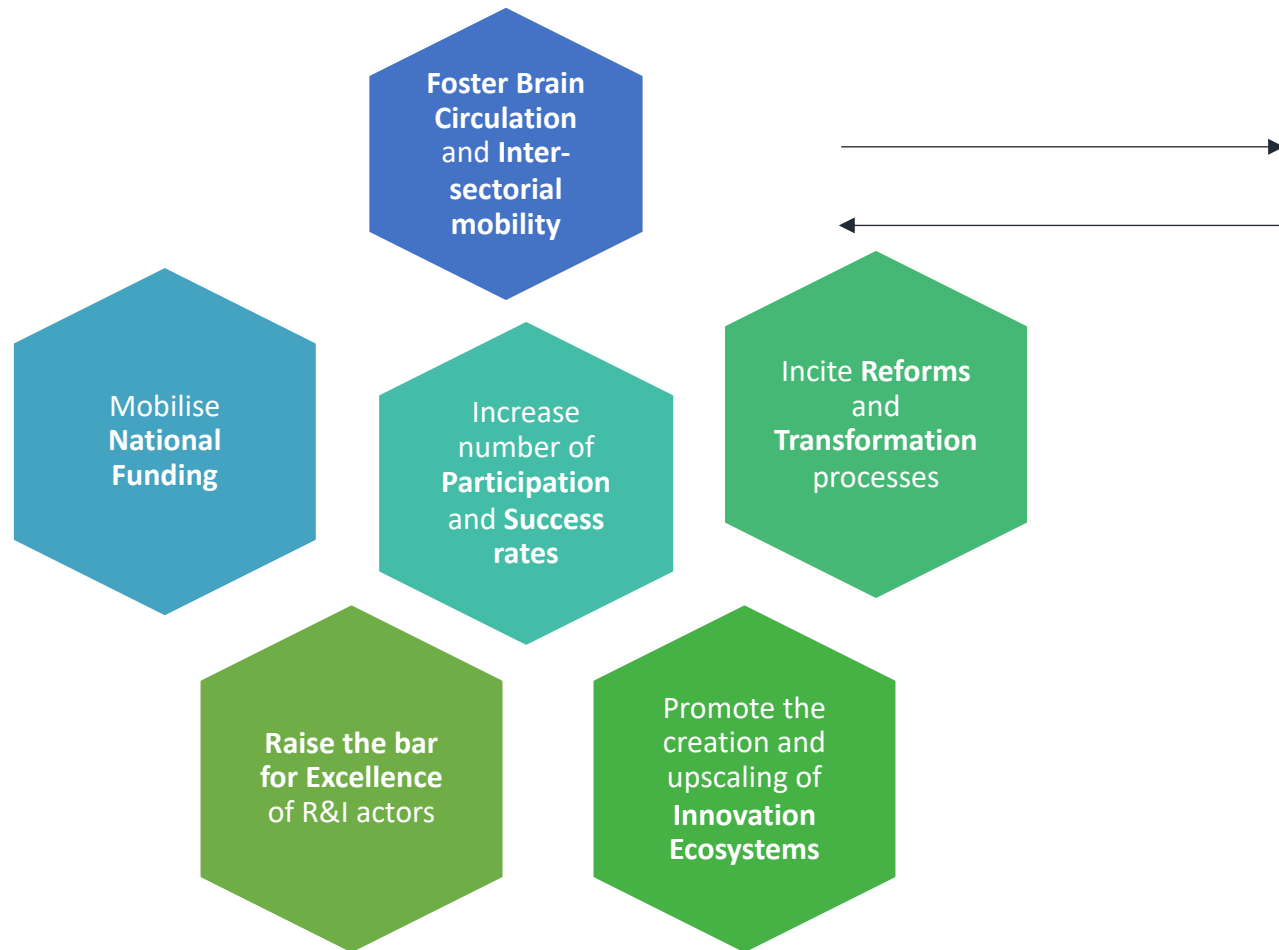 Foster Brain
Circulation
and Inter-
sectorial
mobility
Mobilise
National
Funding
Increase
number of
Participation
and Success
rates
Incite Reforms
and
Transformation
processes
Raise the bar
for Excellence
of R&I actors
Promote the
creation and
upscaling of
Innovation
Ecosystems